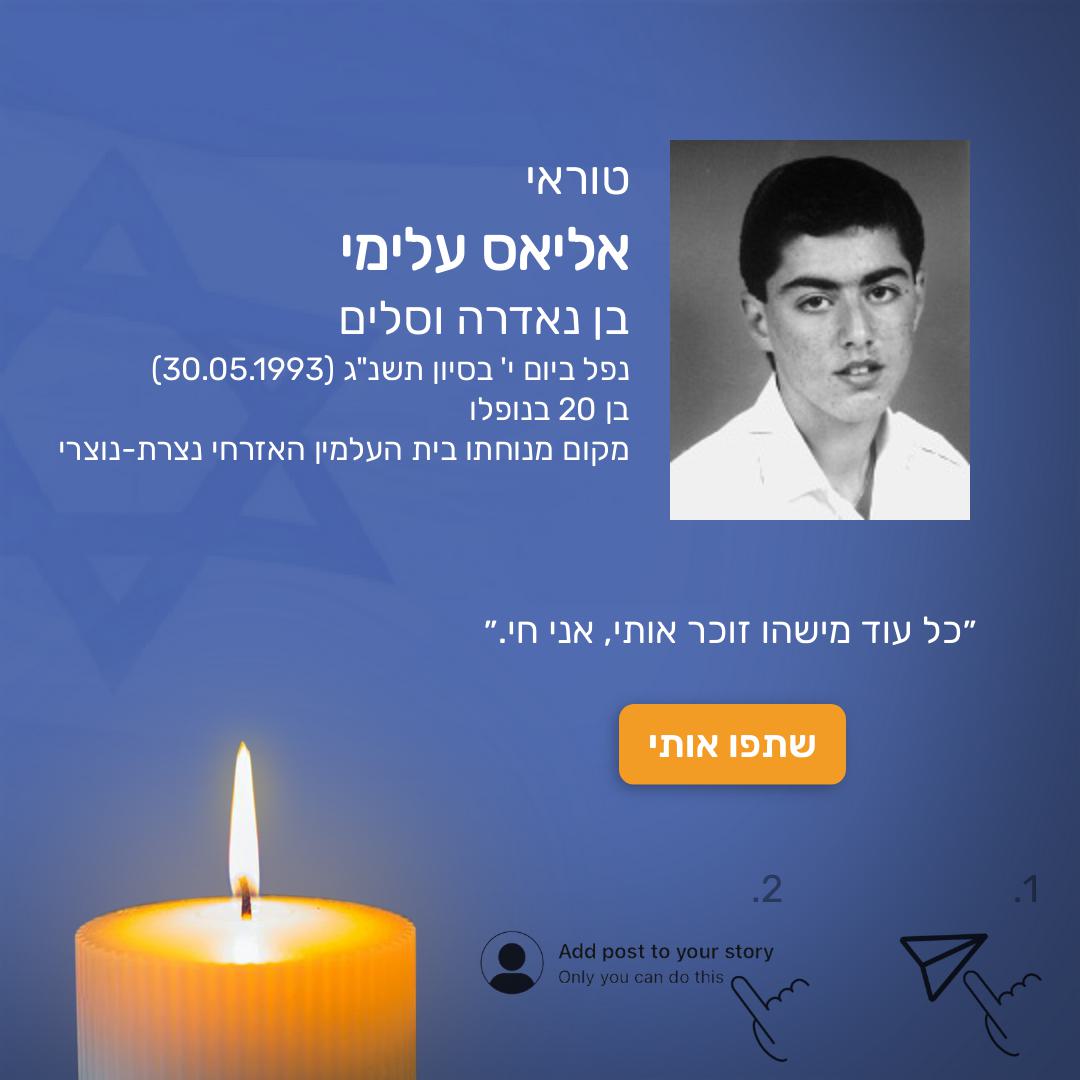 טוראי
אליאס עלימי
בן נאדרה וסלים
נפל ביום י' בסיון תשנ"ג (30.05.1993)
בן 20 בנופלו
מקום מנוחתו בית העלמין האזרחי נצרת-נוצרי
"כל עוד מישהו זוכר אותי, אני חי."
שתפו אותי
.1
.2
Add post to your story
Only you can do this